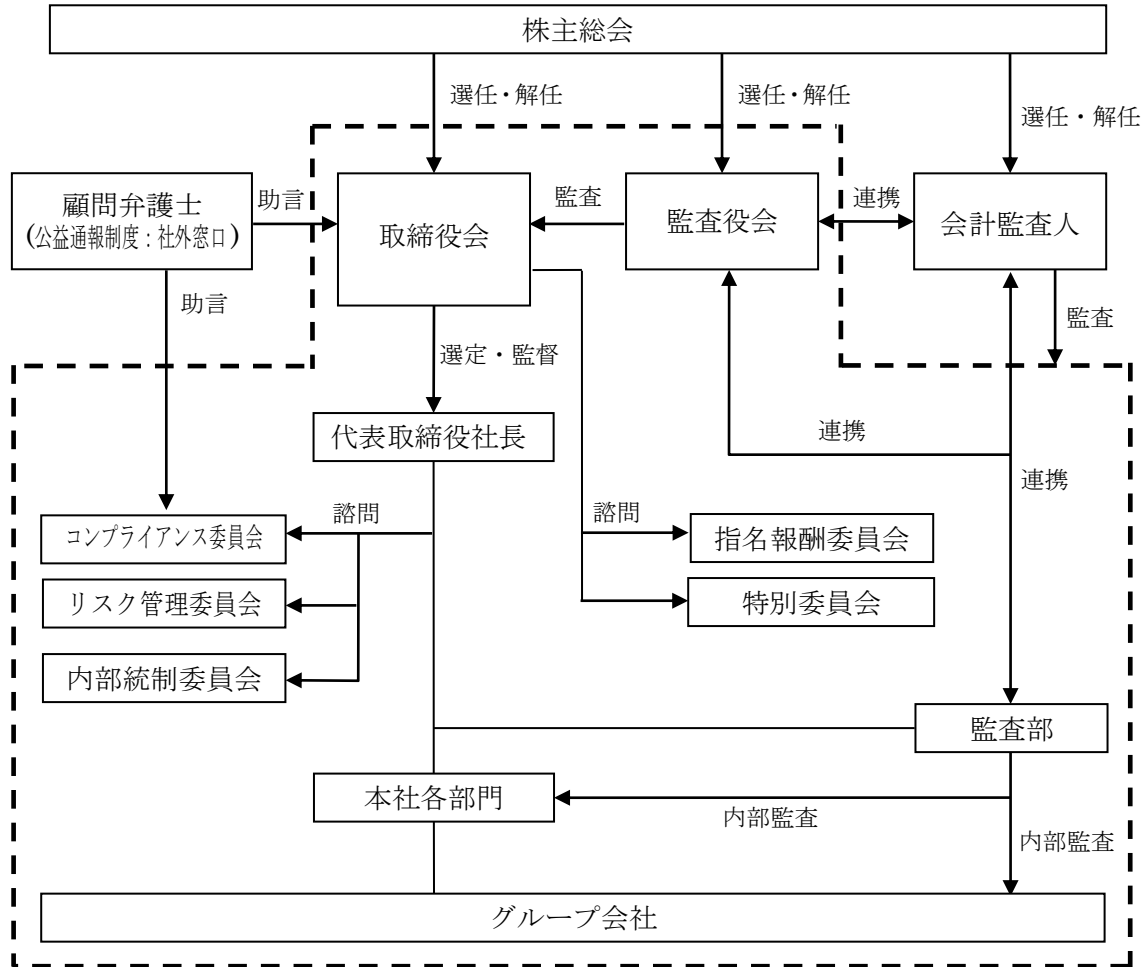 株主総会
選任・解任
選任・解任
選任・解任
顧問弁護士
(公益通報制度：社外窓口)
助言
取締役会
監査
監査役会
連携
会計監査人
助言
監査
選定・監督
代表取締役社長
連携
連携
諮問
諮問
コンプライアンス委員会
指名報酬委員会
リスク管理委員会
特別委員会
内部統制委員会
監査部
本社各部門
内部監査
内部監査
グループ会社